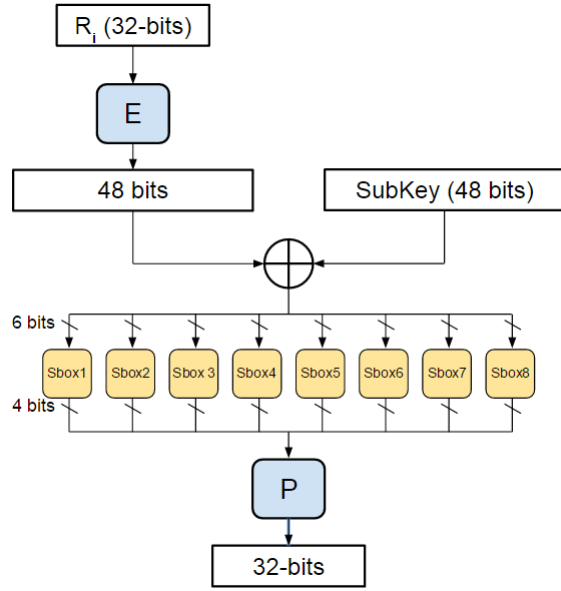 Ri (32-bits)
E
48 bits
SubKey (48 bits)
6 bits
Sbox1
Sbox2
Sbox 3
Sbox4
Sbox5
Sbox6
Sbox7
Sbox8
4 bits
P
32-bits